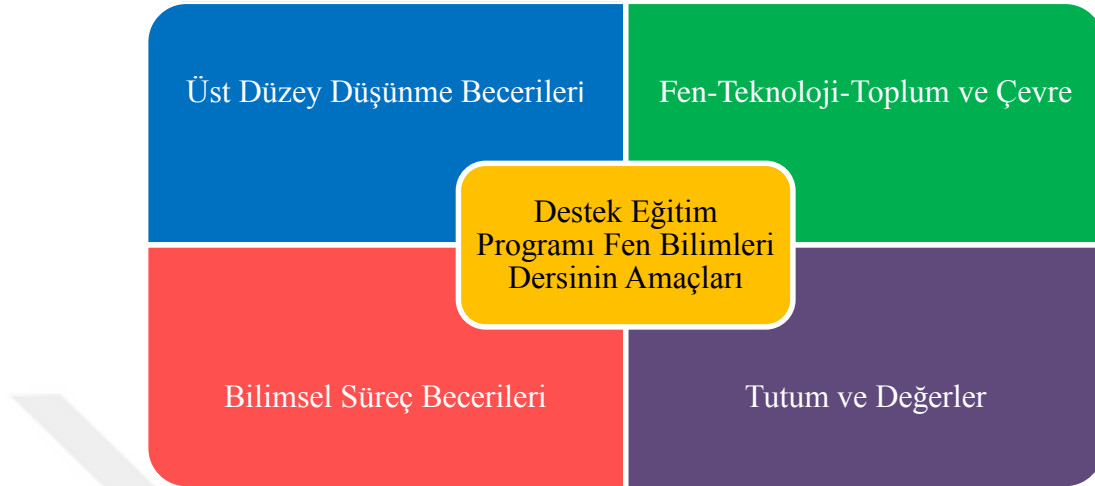 Üst Düzey Düşünme Becerileri
Fen-Teknoloji-Toplum ve Çevre
Destek Eğitim
Programı Fen Bilimleri
Dersinin Amaçları
Bilimsel Süreç Becerileri
Tutum ve Değerler